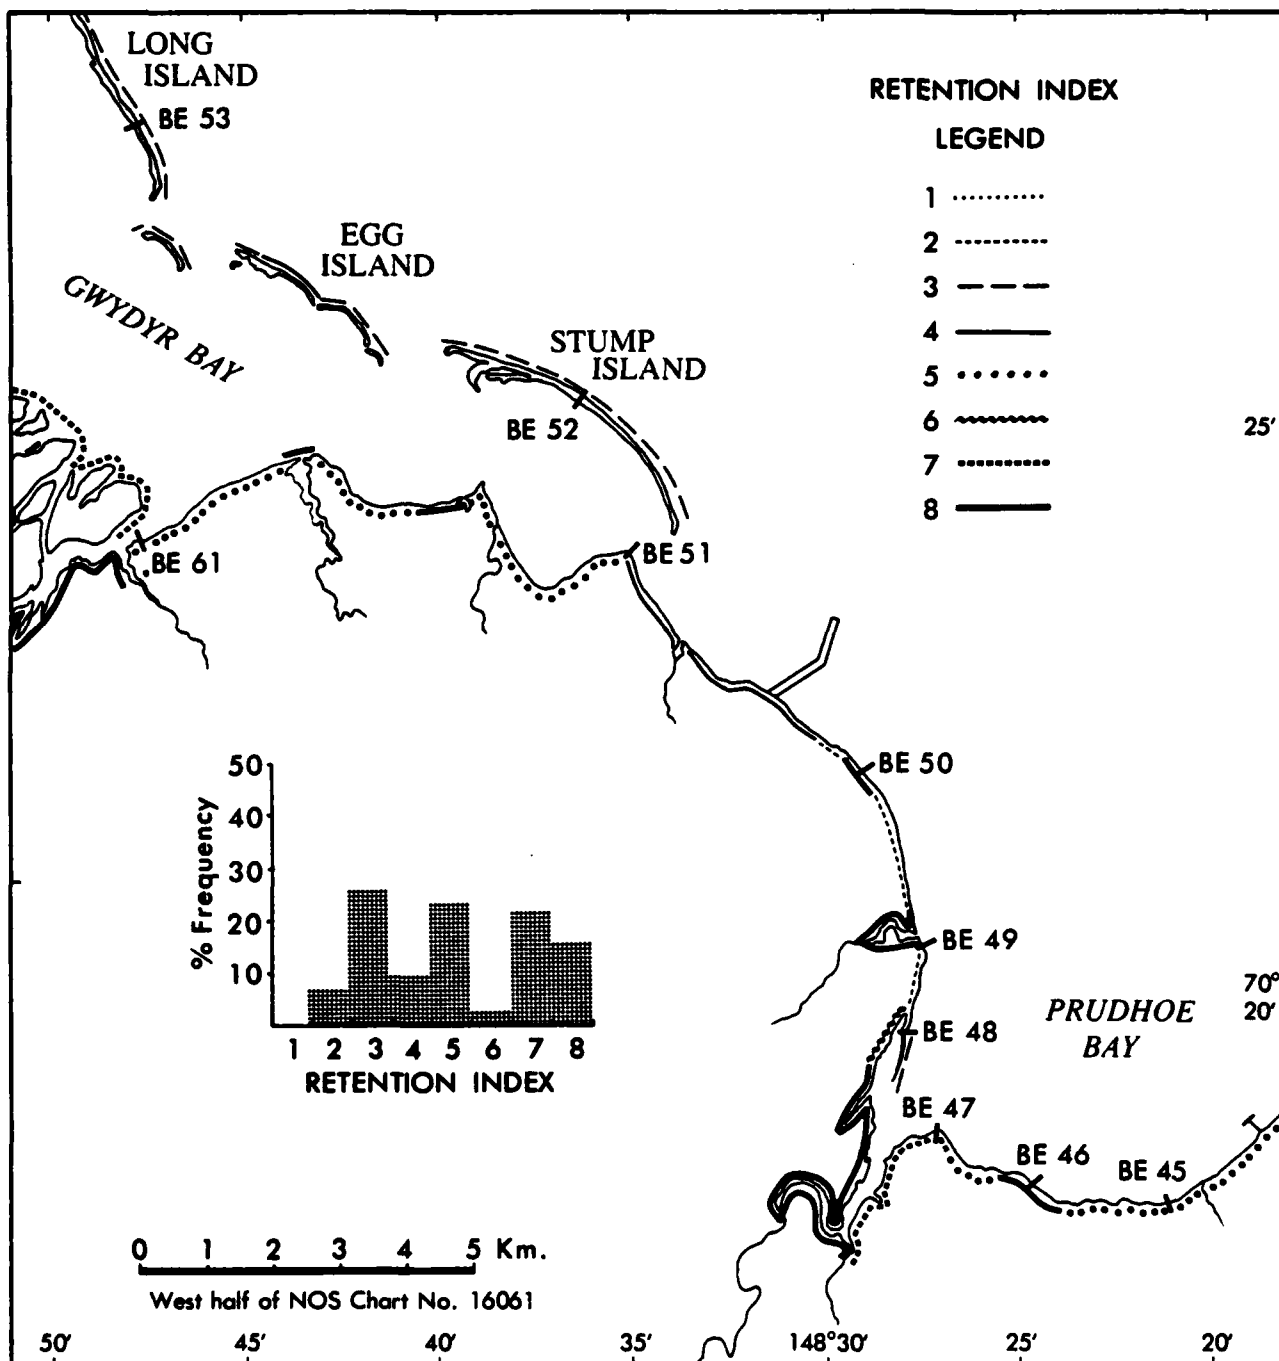 LONG
ISLAND
BE 53
RETENTION INDEX
LEGEND
1
2
3
4
5
6
7
8
EGG
ISLAND
GWYDYR BAY
STUMP
ISLAND
BE 52
25'
BE 61
BE 51
BE 50
50
40
30
20
10
% Frequency
1 2 3 4 5 6 7 8
RETENTION INDEX
BE 49
70°
20'
PRUDHOE
BAY
BE 48
BE 47
BE 46
BE 45
0 1 2 3 4 5 Km.
West half of NOS Chart No. 16061
50' 45' 40' 35' 148°30' 25' 20'